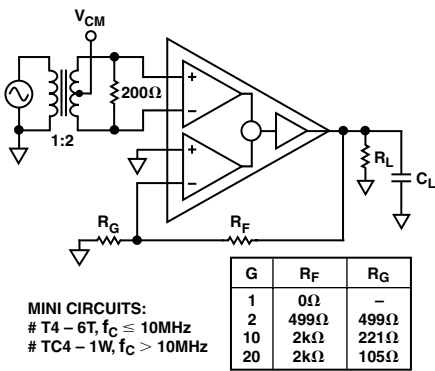 VCM
200Ω
1:2
+
−
+
−
RL
CL
RG
RF
G RF RG
1 0Ω –
2 499Ω 499Ω
10 2kΩ 221Ω
20 2kΩ 105Ω
MINI CIRCUITS:
# T4 – 6T, fC ≤ 10MHz
# TC4 – 1W, fC > 10MHz